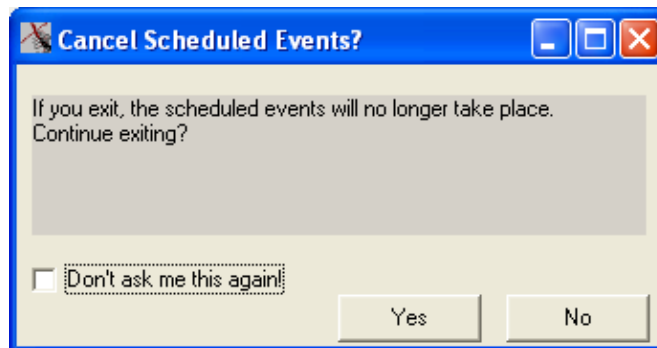 Cancel Scheduled Events?
If you exit, the scheduled events will no longer take place.
Continue exiting?
Don't ask me this again!
Yes No